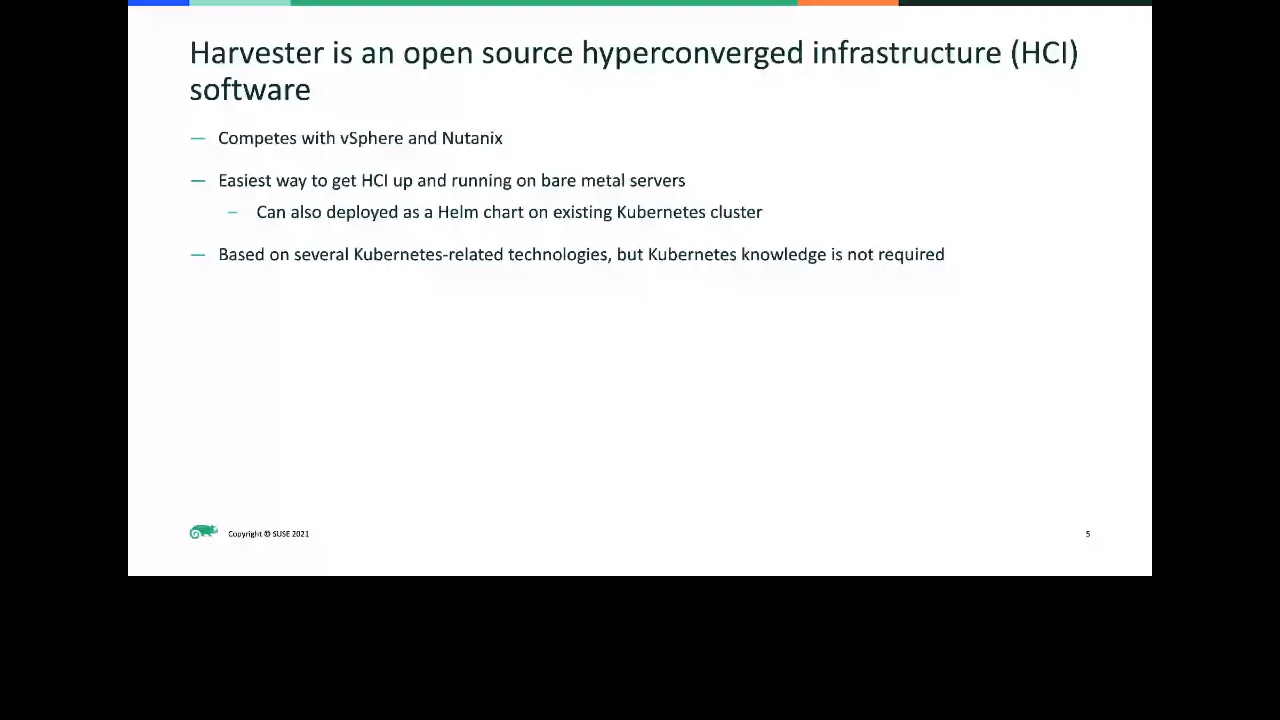 Harvester is an open source hyperconverged infrastructure (HCI)
software
— Competes with vSphere and Nutanix
— Easiest way to get HCI up and running on bare metal servers
– Can also deployed as a Helm chart on existing Kubernetes cluster
— Based on several Kubernetes-related technologies, but Kubernetes knowledge is not required
Copyright © SUSE 2021
5